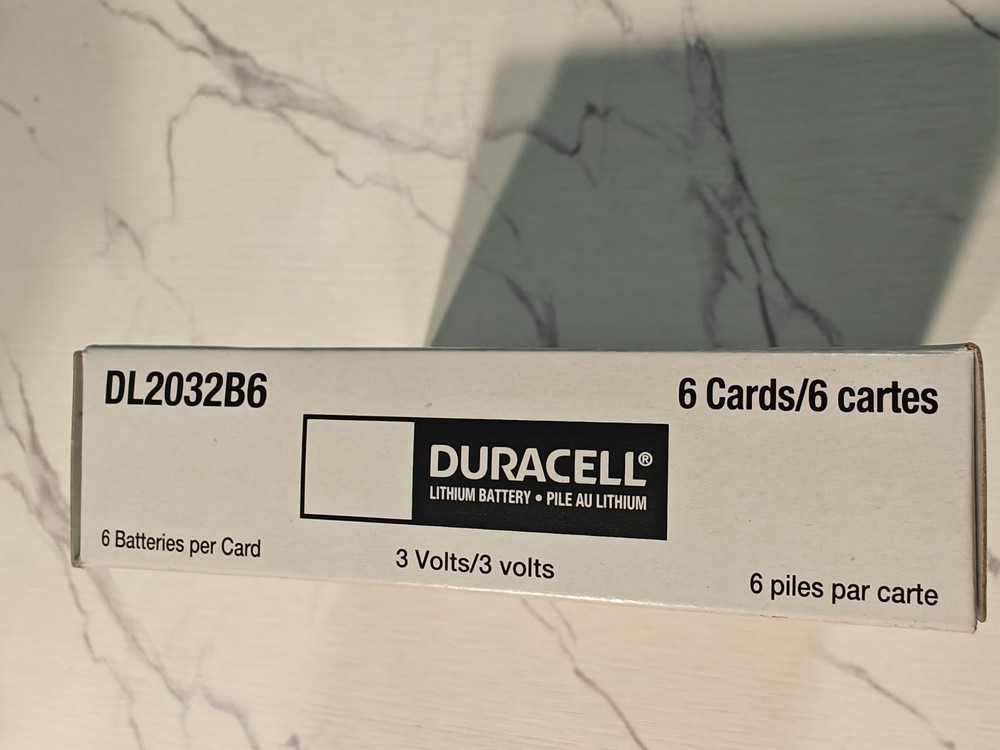 DL2032B6
6 Cards/6 cartes
DURACELL®
LITHIUM BATTERY • PILE AU LITHIUM
6 Batteries per Card
3 Volts/3 volts
6 piles par carte